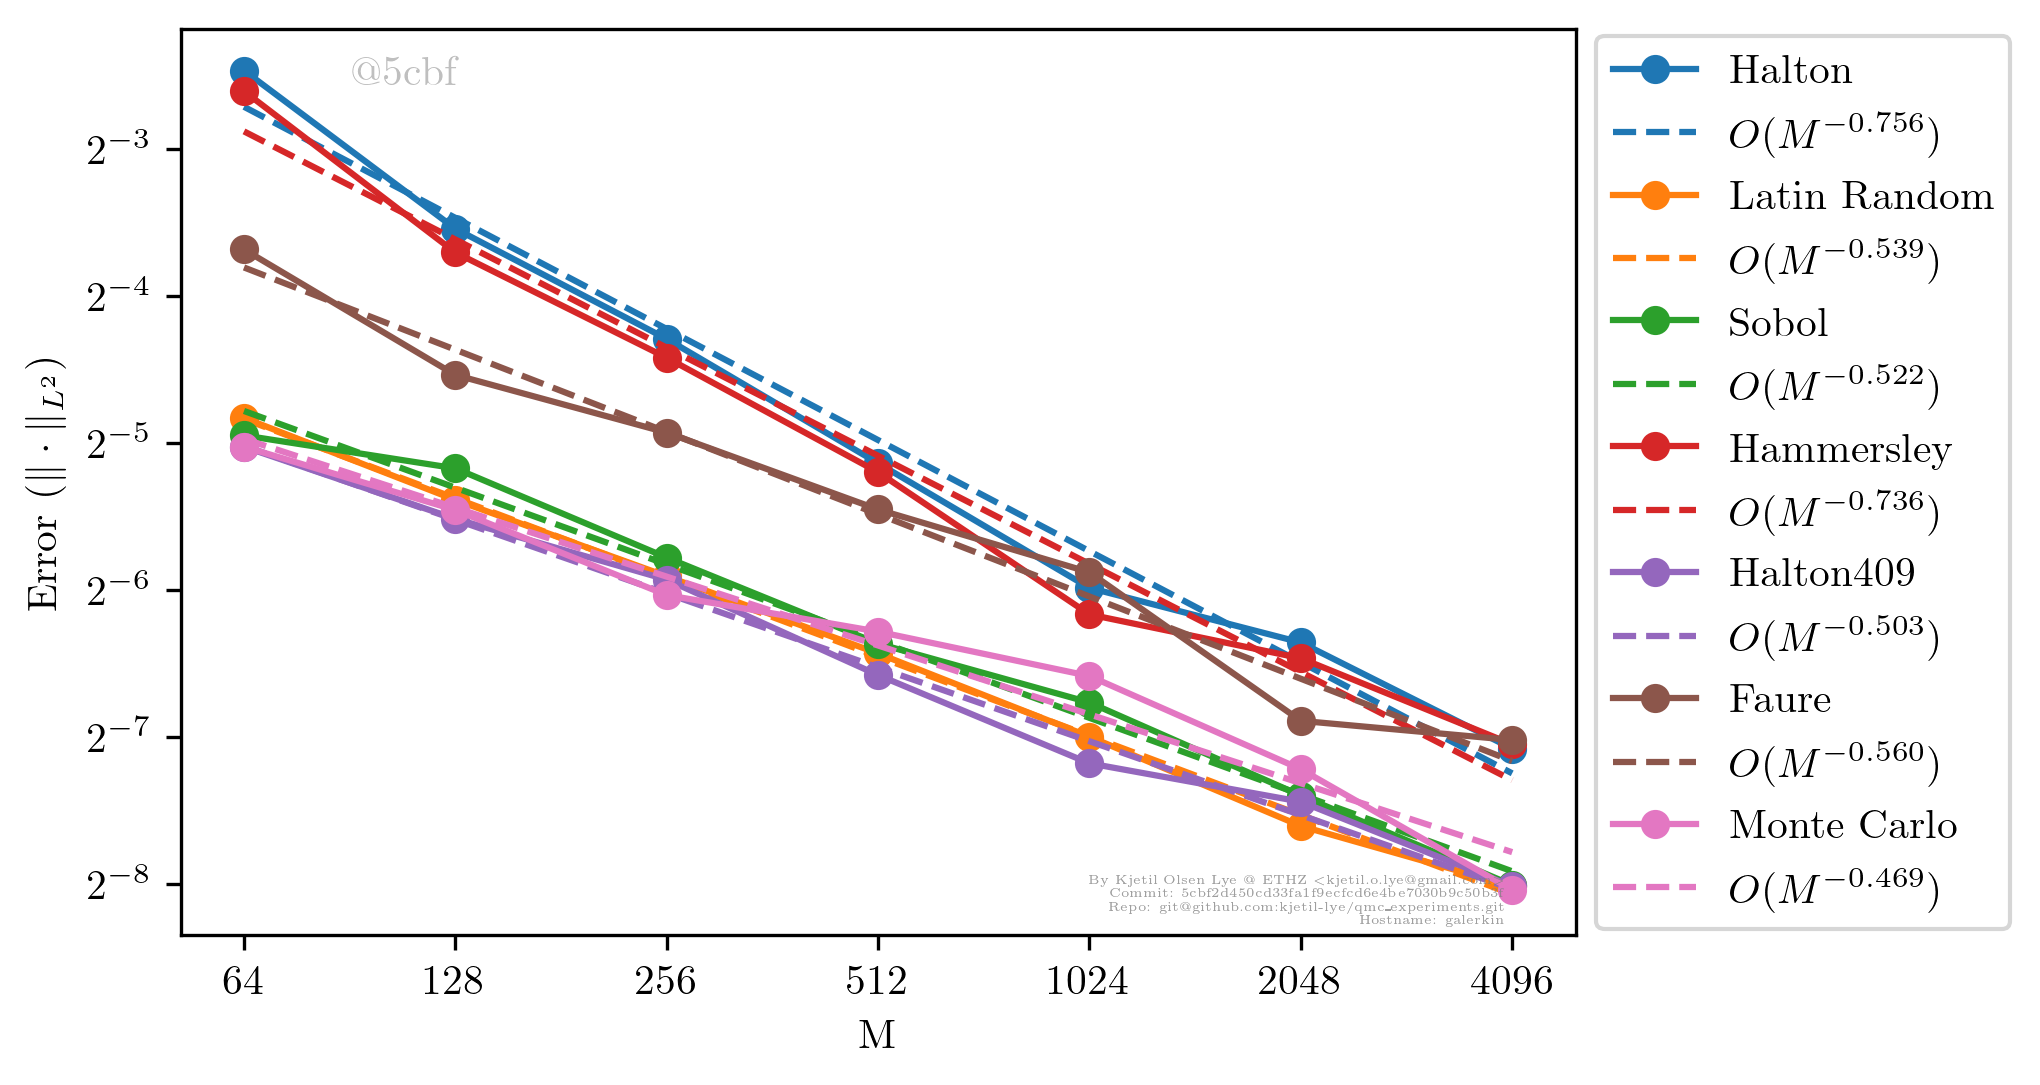 @5cbf
2^{-3}
2^{-4}
2^{-5}
2^{-6}
2^{-7}
2^{-8}
Error (|| · ||_{L^2})
64 128 256 512 1024 2048 4096
M
By Kjetil Olsen Lye @ ETHZ <kjetil.o.lye@gmail.
Repo: git@github.com:kjetil-lye/qmc_experiments.git
Hostname: galerkin
Halton
O(M^{-0.756})
Latin Random
O(M^{-0.539})
Sobol
O(M^{-0.522})
Hammersley
O(M^{-0.736})
Halton409
O(M^{-0.503})
Faure
O(M^{-0.560})
Monte Carlo
O(M^{-0.469})